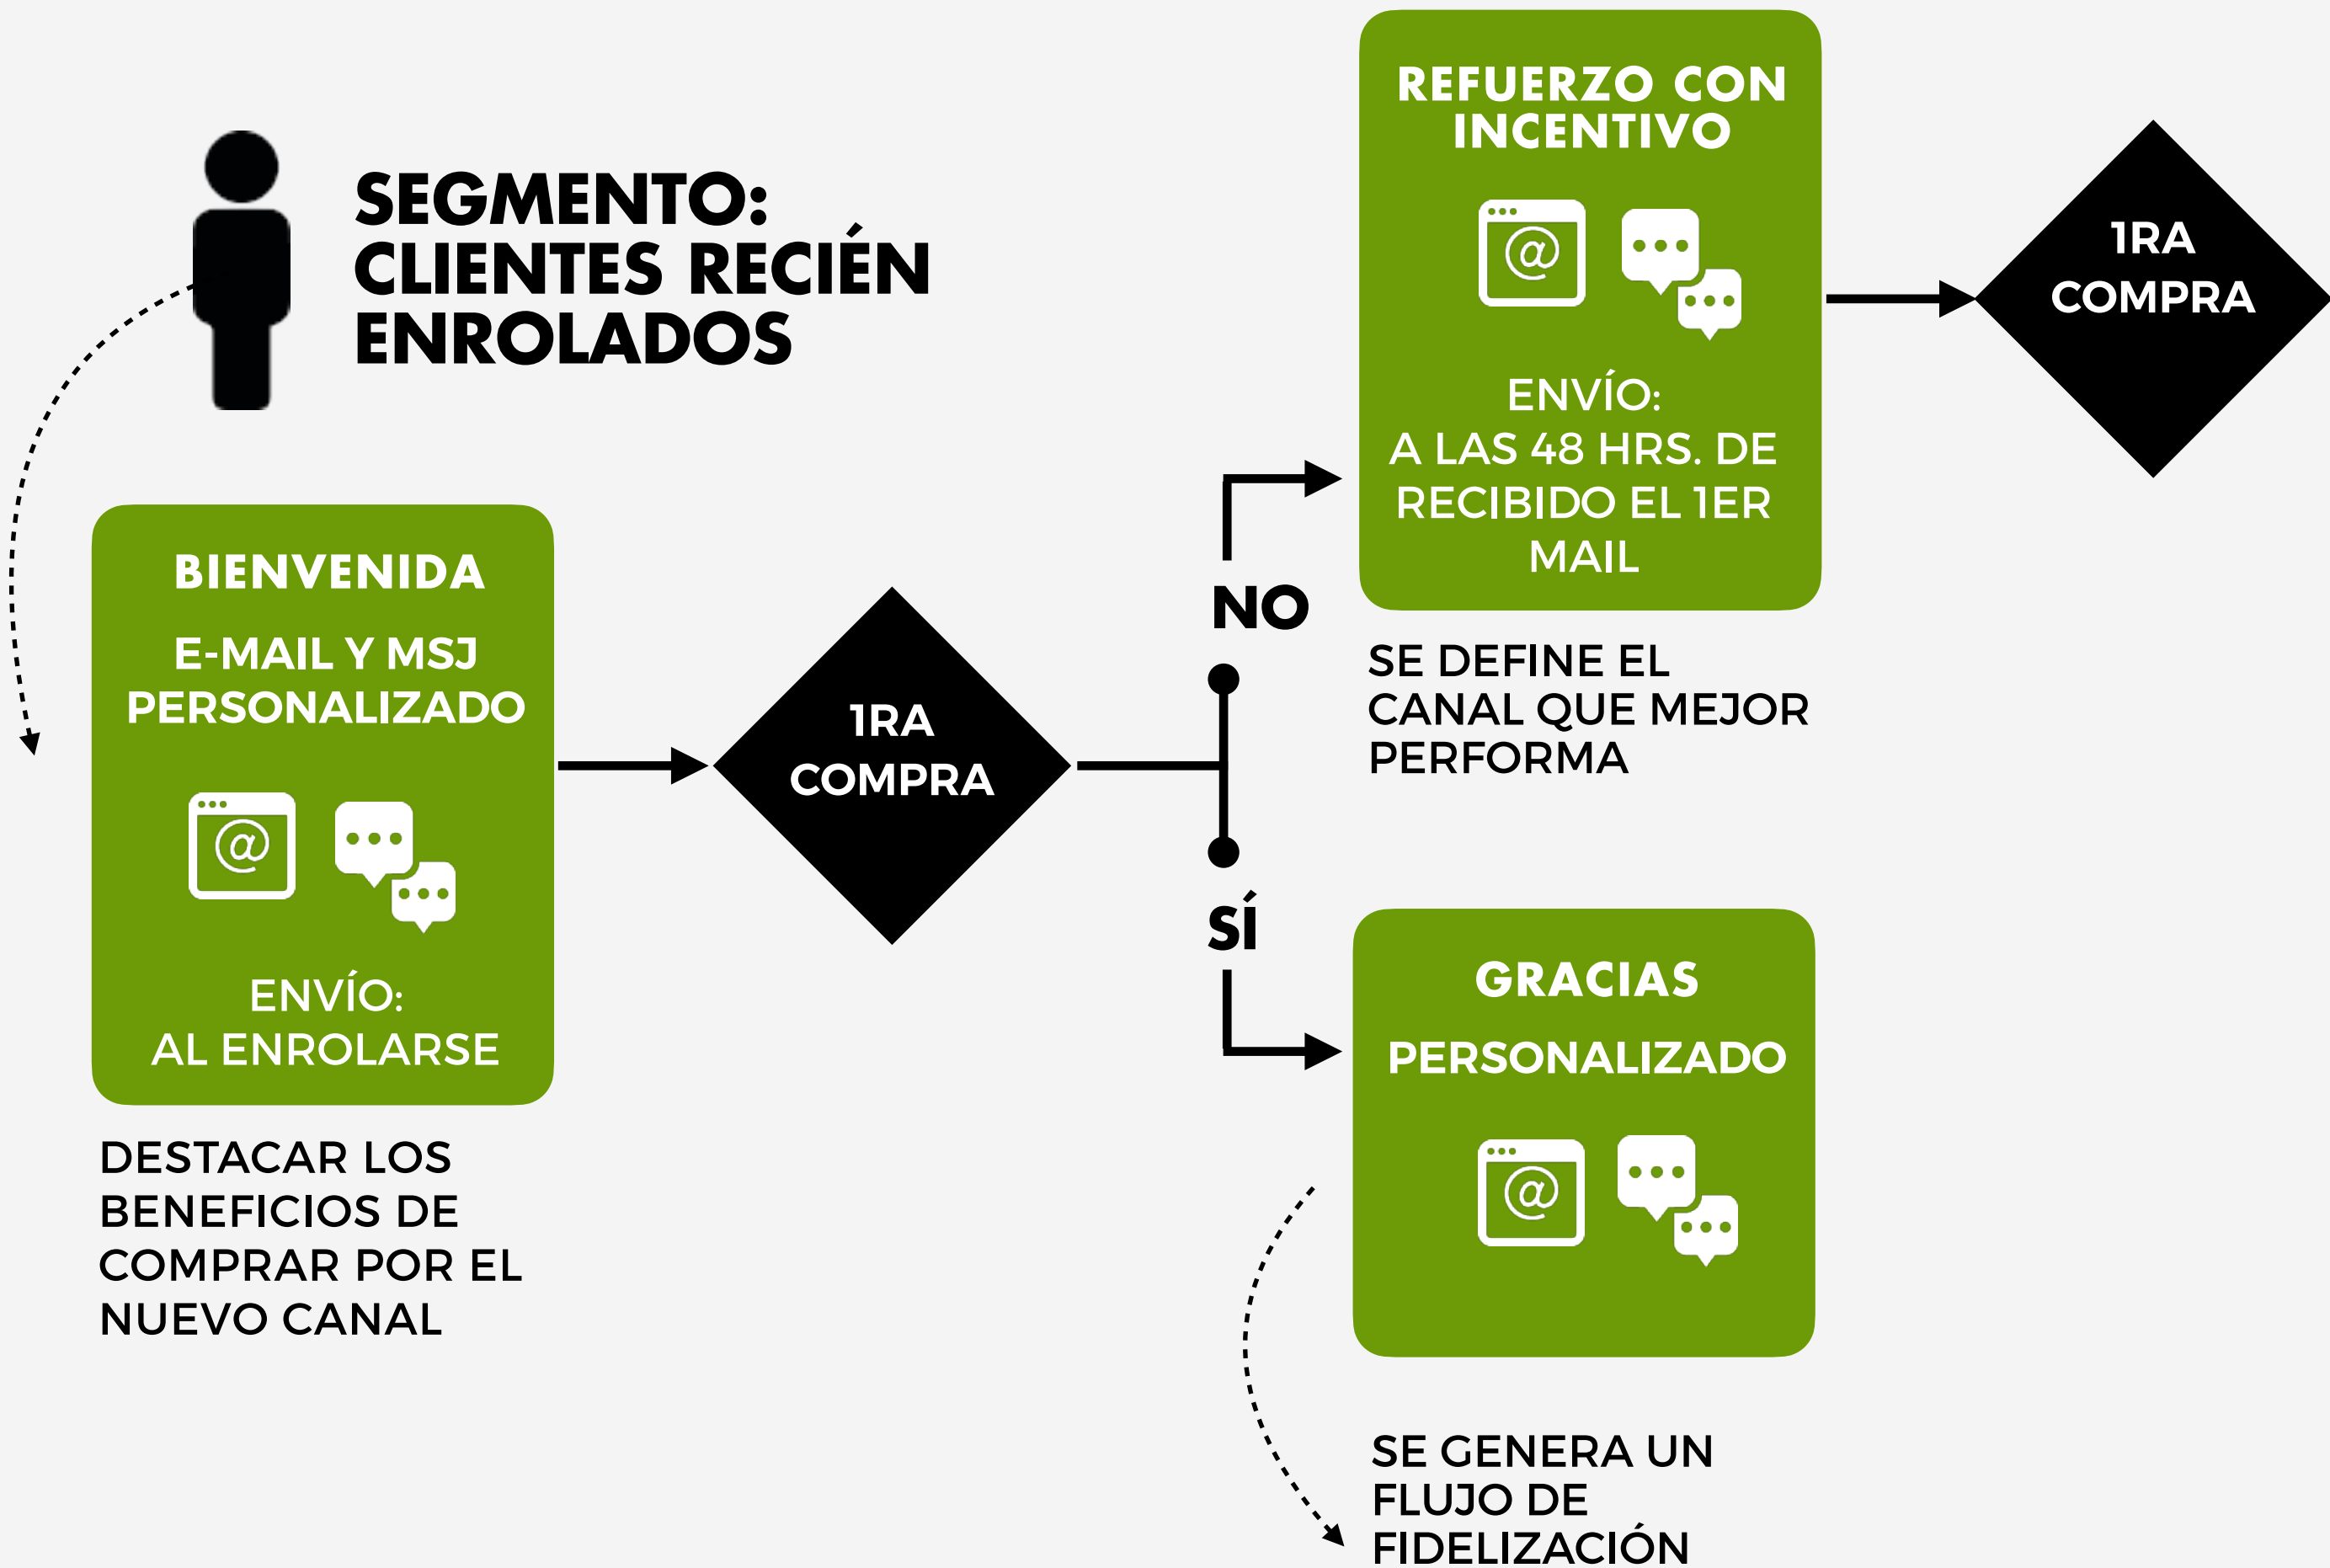 SEGMENTO:
CLIENTES RECIÉN
ENROLADOS
BIENVENIDA
E-MAIL Y MSJ
PERSONALIZADO
@
ENVÍO:
AL ENROLARSE
DESTACAR LOS
BENEFICIOS DE
COMPRAR POR EL
NUEVO CANAL
1RA
COMPRA
NO
SÍ
REFUERZO CON
INCENTIVO
@
ENVÍO:
A LAS 48 HRS. DE
RECIBIDO EL 1ER
MAIL
SE DEFINE EL
CANAL QUE MEJOR
PERFORMA
1RA
COMPRA
GRACIAS
PERSONALIZADO
@
SE GENERA UN
FLUJO DE
FIDELIZACIÓN